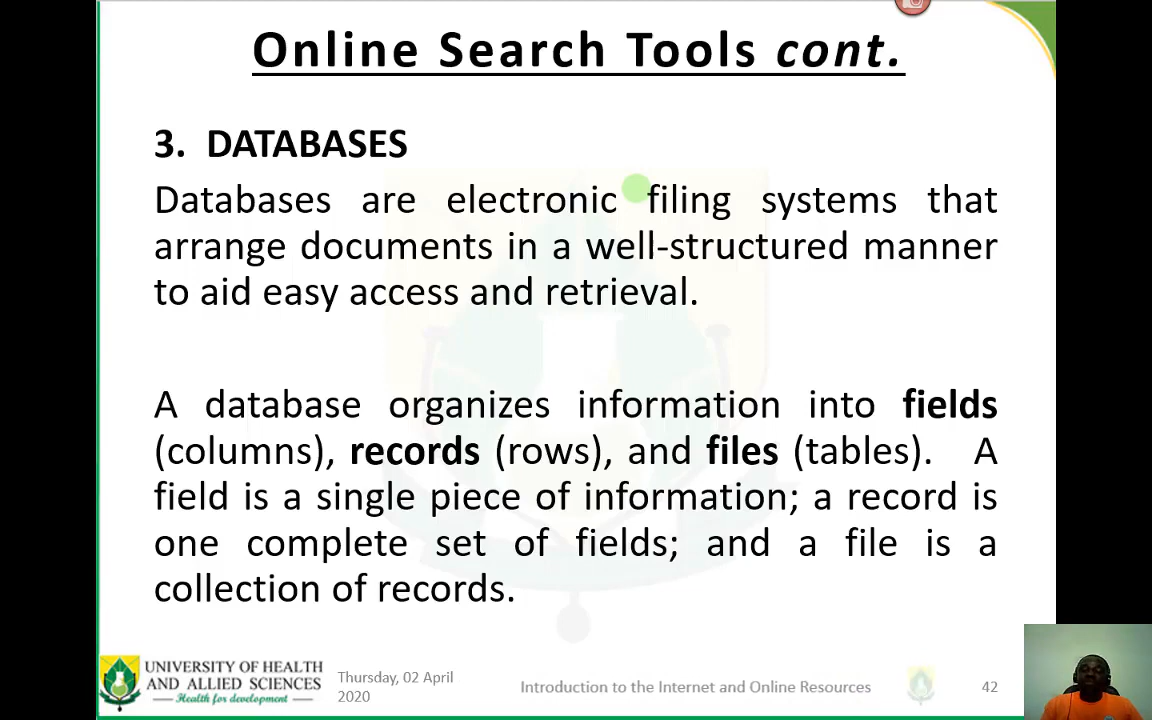 Online Search Tools cont.
3. DATABASES
Databases are electronic filing systems that
arrange documents in a well-structured manner
to aid easy access and retrieval.
A database organizes information into fields
(columns), records (rows), and files (tables). A
field is a single piece of information; a record is
one complete set of fields; and a file is a
collection of records.
UNIVERSITY OF HEALTH
AND ALLIED SCIENCES
Health for development
Thursday, 02 April
2020
Introduction to the Internet and Online Resources
42